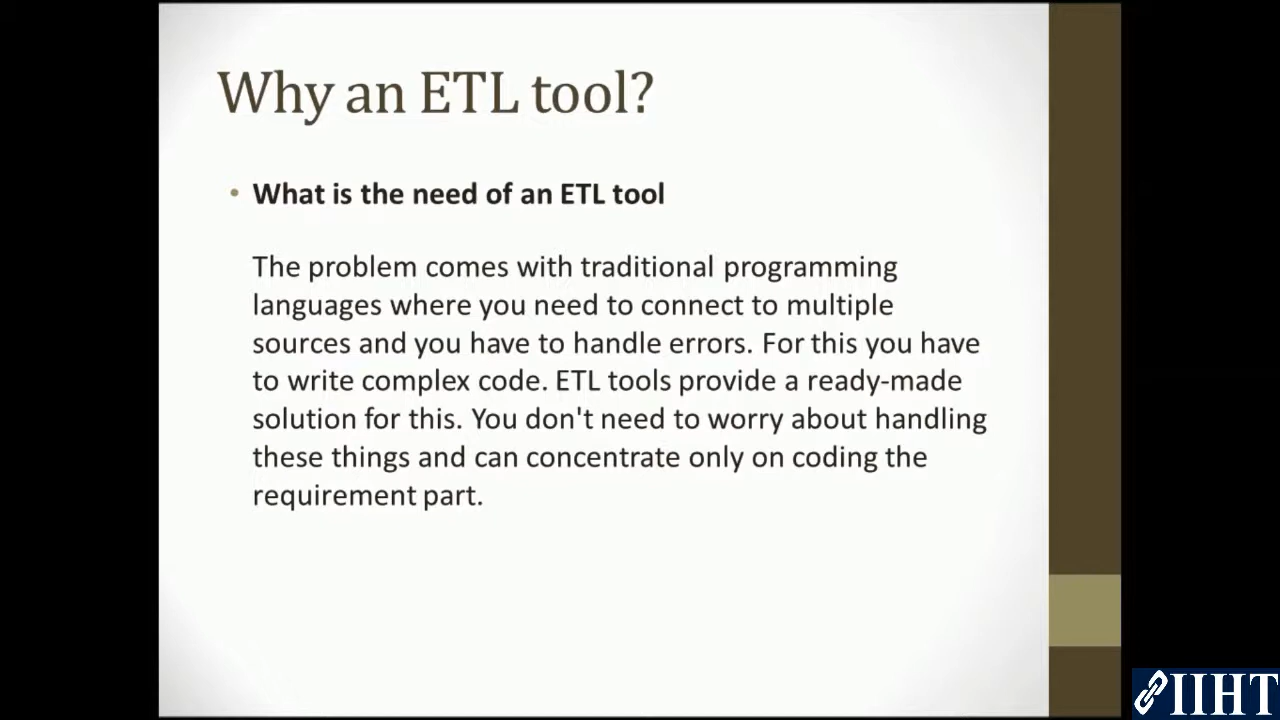 Why an ETL tool?
• What is the need of an ETL tool
The problem comes with traditional programming
languages where you need to connect to multiple
sources and you have to handle errors. For this you have
to write complex code. ETL tools provide a ready-made
solution for this. You don't need to worry about handling
these things and can concentrate only on coding the
requirement part.
IIHT